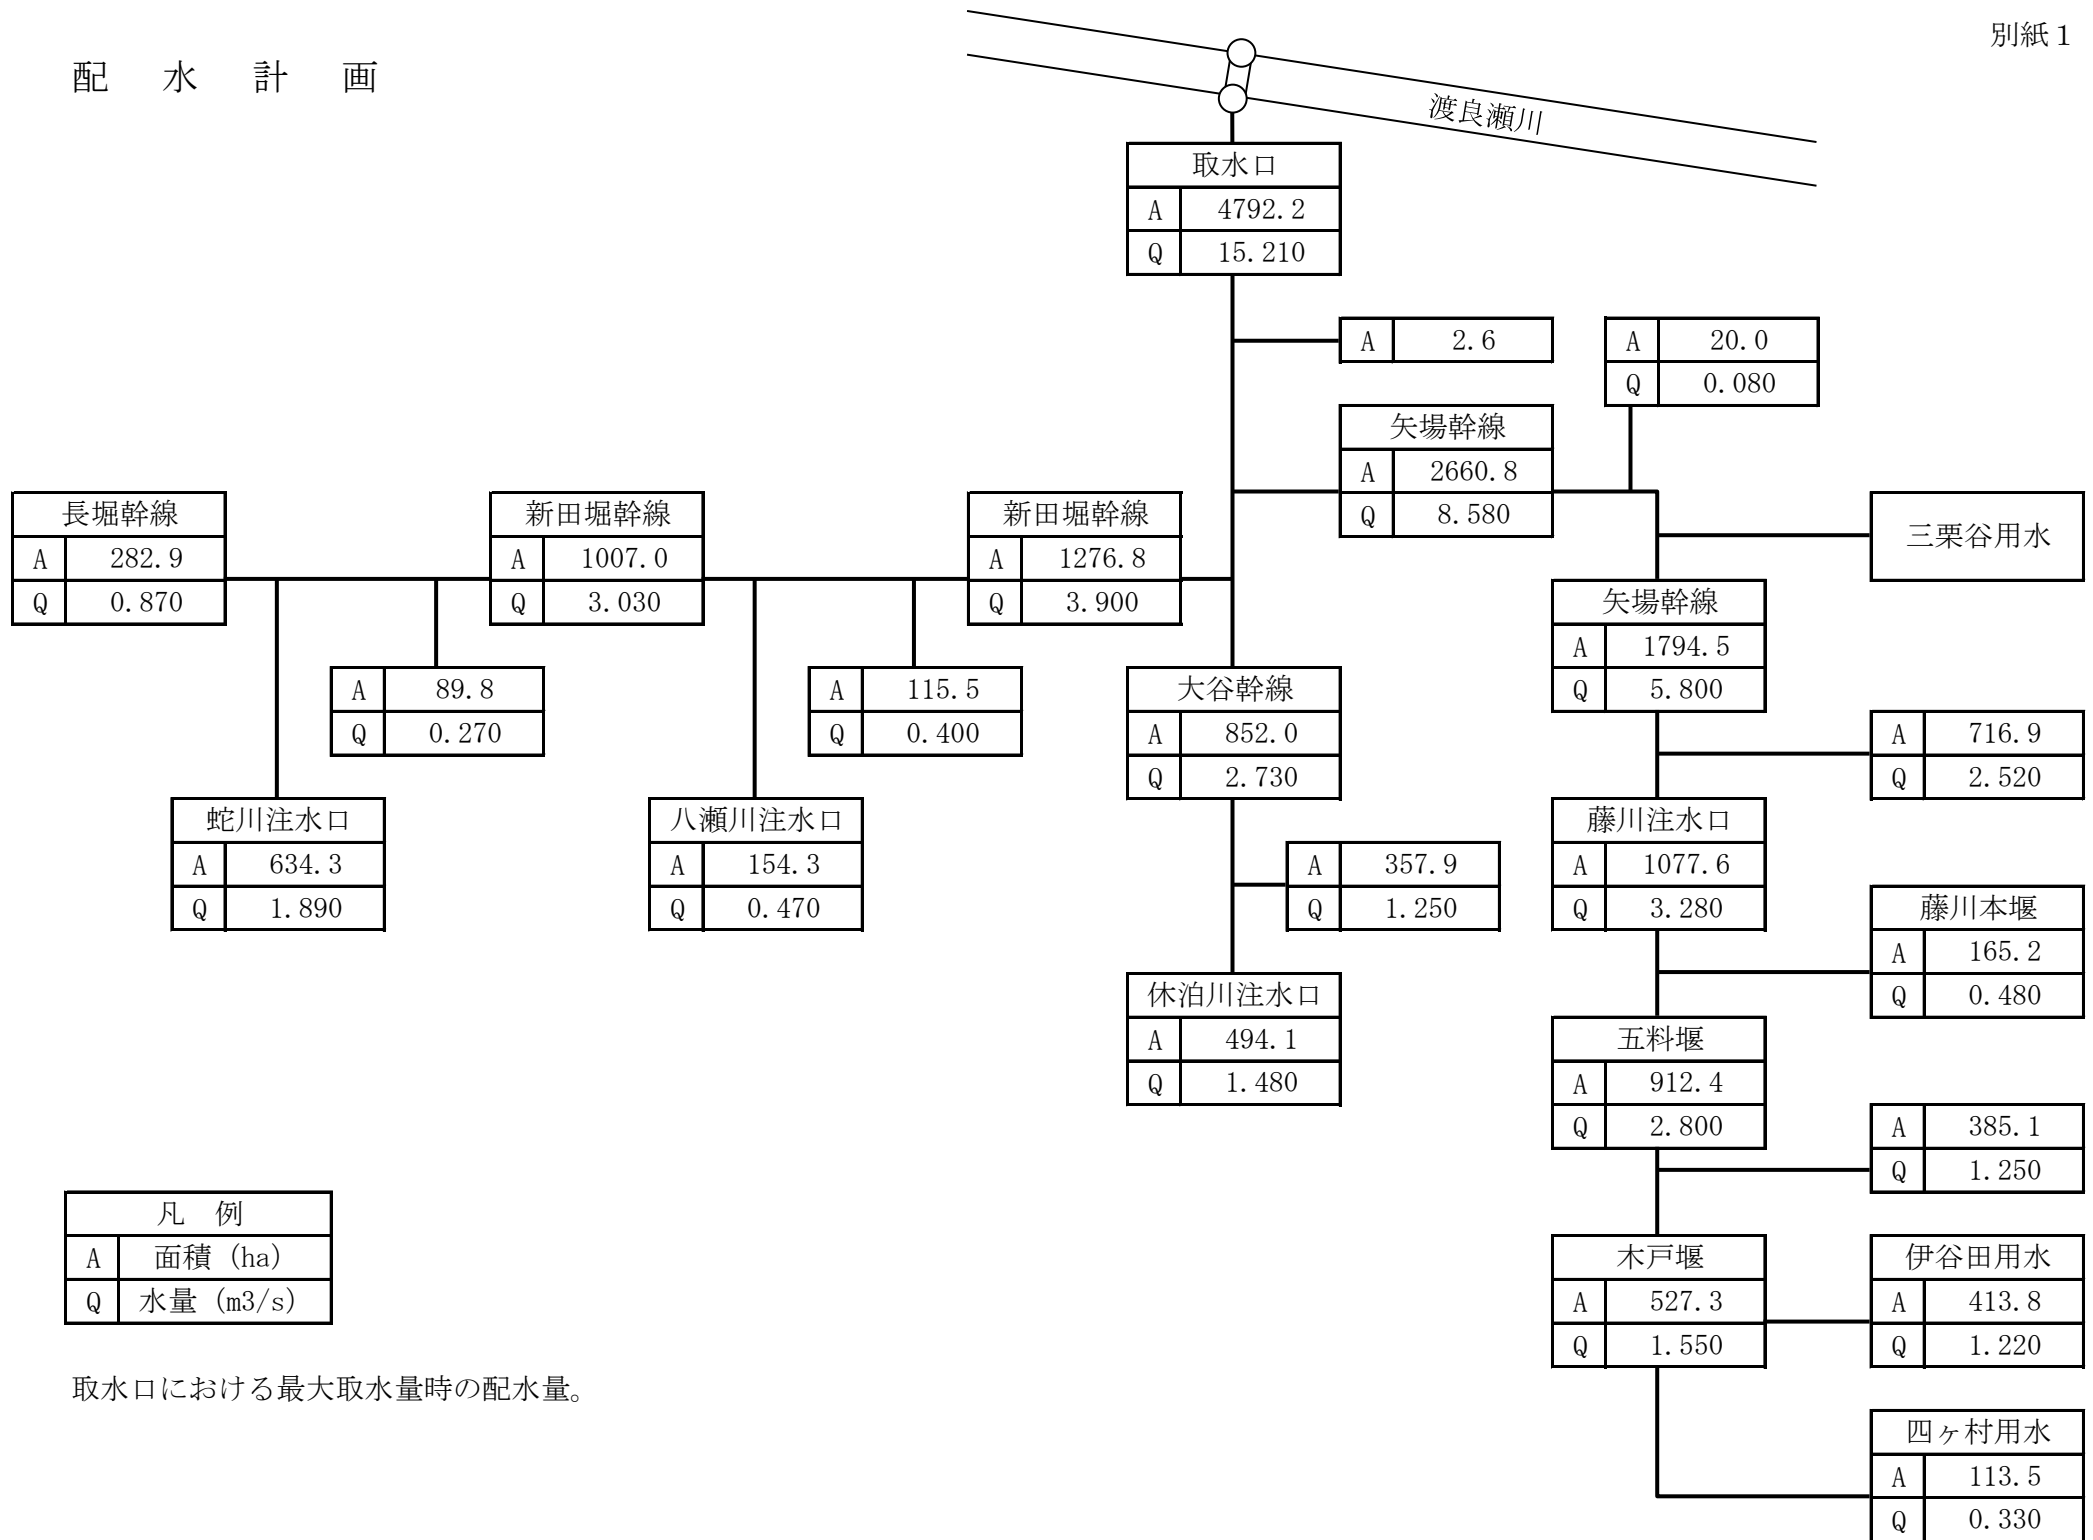 別紙１
配水計画
渡良瀬川
取水口
A 4792.2
Q 15.210
A 2.6
A 20.0
Q 0.080
矢場幹線
A 2660.8
Q 8.580
長堀幹線
A 282.9
Q 0.870
新田堀幹線
A 1007.0
Q 3.030
新田堀幹線
A 1276.8
Q 3.900
三栗谷用水
矢場幹線
A 1794.5
Q 5.800
A 89.8
Q 0.270
A 115.5
Q 0.400
大谷幹線
A 852.0
Q 2.730
A 716.9
Q 2.520
蛇川注水口
A 634.3
Q 1.890
八瀬川注水口
A 154.3
Q 0.470
A 357.9
Q 1.250
藤川注水口
A 1077.6
Q 3.280
藤川本堰
A 165.2
Q 0.480
休泊川注水口
A 494.1
Q 1.480
五料堰
A 912.4
Q 2.800
A 385.1
Q 1.250
凡例
A 面積（ha）
Q 水量（m3/s）
木戸堰
A 527.3
Q 1.550
伊谷田用水
A 413.8
Q 1.220
取水口における最大取水量時の配水量。
四ヶ村用水
A 113.5
Q 0.330